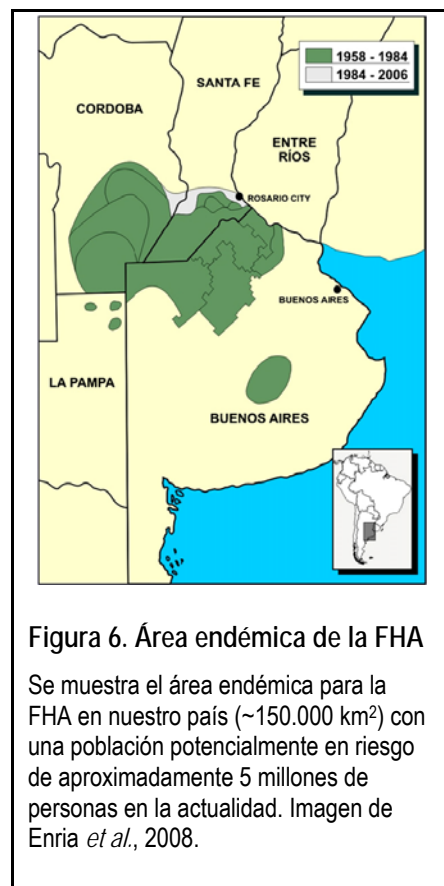 1958 - 1984
1984 - 2006
SANTA FE
CORDOBA
ENTRE
RÍOS
ROSARIO CITY
BUENOS AIRES
LA PAMPA
BUENOS AIRES
Figura 6. Área endémica de la FHA
Se muestra el área endémica para la
FHA en nuestro país (~150.000 km²) con
una población potencialmente en riesgo
de aproximadamente 5 millones de
personas en la actualidad. Imagen de
Enria et al., 2008.